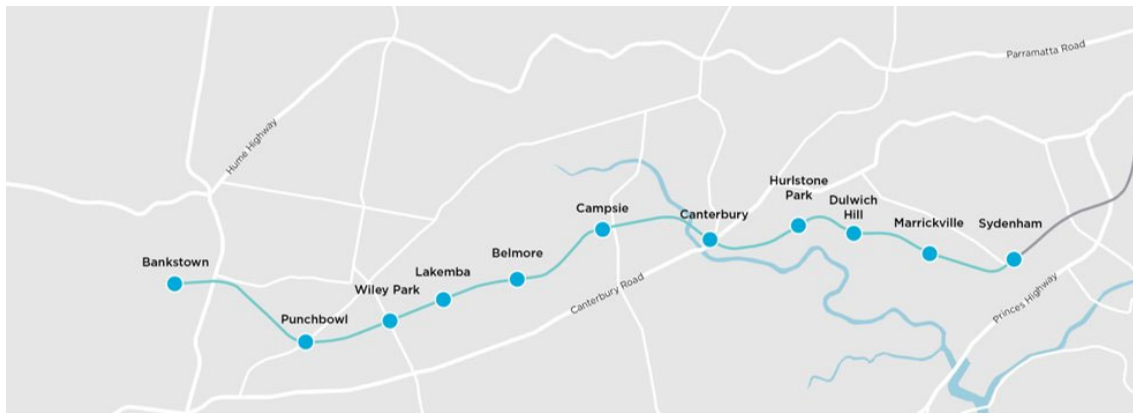 Parramatta Road
Hume Highway
Hurlstone
Park
Dulwich
Hill
Campsie
Canterbury
Marrickville
Sydenham
Belmore
Bankstown
Lakemba
Wiley Park
Canterbury Road
Princes Highway
Punchbowl